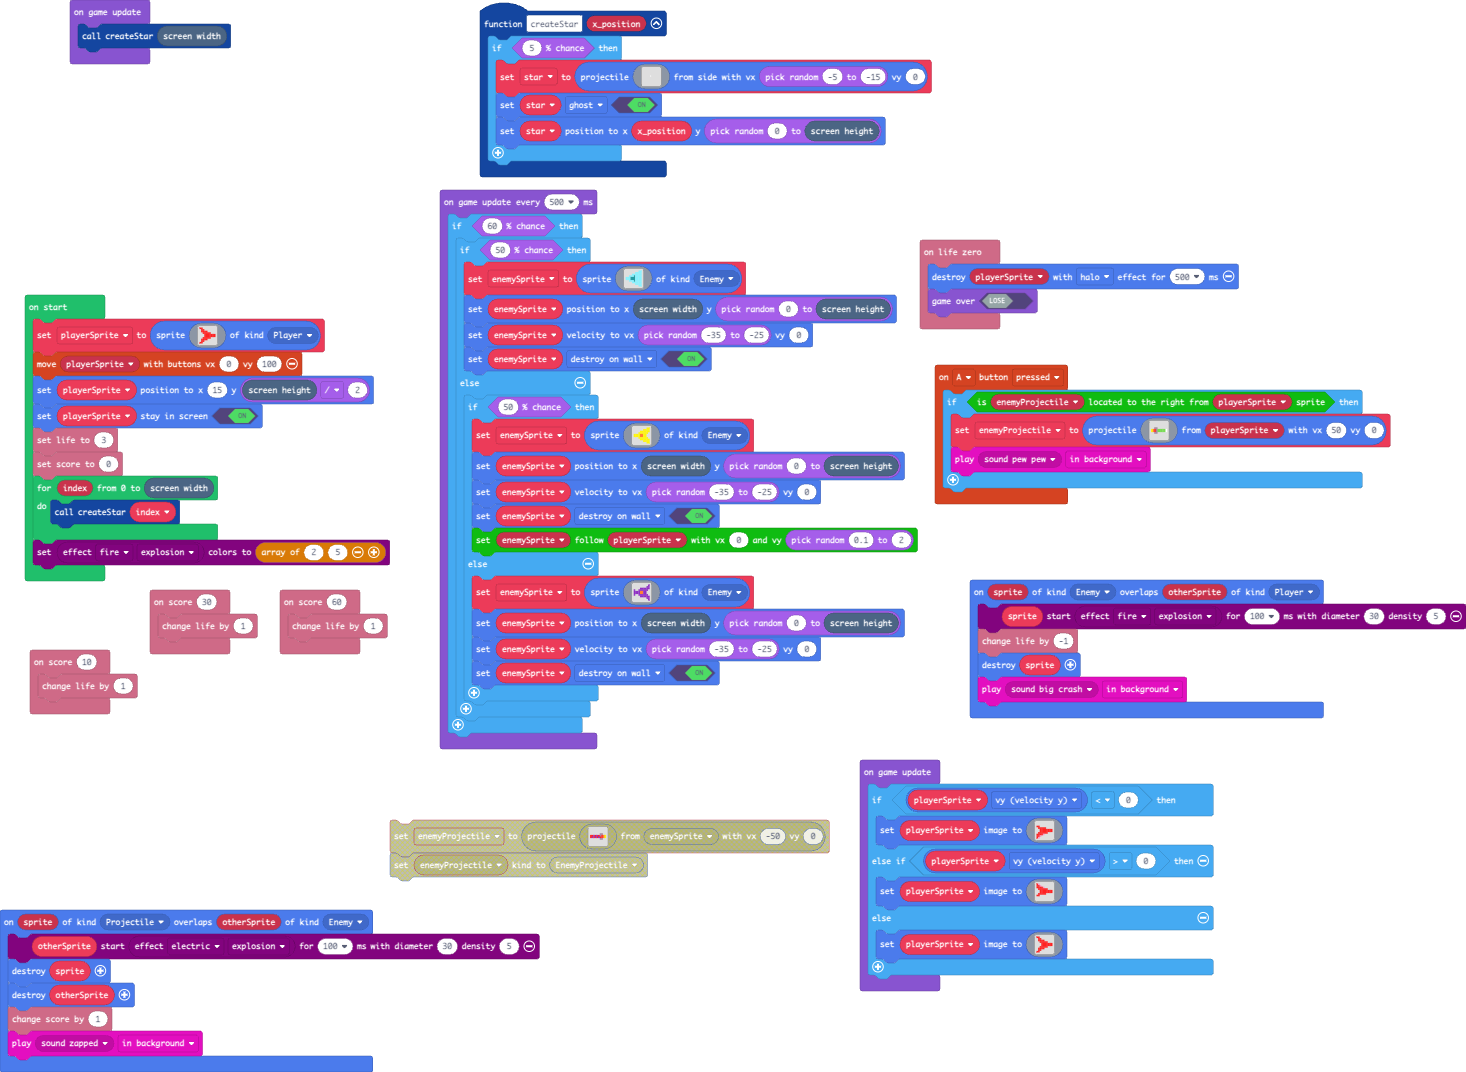 on game update
call createStar screen width
function createStar x_position
if 5 % chance then
set star to projectile from side with vx pick random -5 to -15 vy 0
set star ghost ON
set star position to x x_position y pick random 0 to screen height
on game update every 500 ms
if 60 % chance then
if 50 % chance then
set enemySprite to sprite of kind Enemy
set enemySprite position to x screen width y pick random 0 to screen height
set enemySprite velocity to vx pick random -35 to -25 vy 0
set enemySprite destroy on wall ON
else
if 50 % chance then
set enemySprite to sprite of kind Enemy
set enemySprite position to x screen width y pick random 0 to screen height
set enemySprite velocity to vx pick random -35 to -25 vy 0
set enemySprite destroy on wall ON
set enemySprite follow playerSprite with vx 0 and vy pick random 0.1 to 2
else
set enemySprite to sprite of kind Enemy
set enemySprite position to x screen width y pick random 0 to screen height
set enemySprite velocity to vx pick random -35 to -25 vy 0
set enemySprite destroy on wall ON
on life zero
destroy playerSprite with halo effect for 500 ms
game over LOSE
on start
set playerSprite to sprite of kind Player
move playerSprite with buttons vx 0 vy 100
set playerSprite position to x 15 y screen height / 2
set playerSprite stay in screen ON
set life to 3
set score to 0
for index from 0 to screen width
do call createStar index
set effect fire explosion colors to array of 2 5
on A button pressed
if is enemyProjectile located to the right from playerSprite sprite then
set enemyProjectile to projectile from playerSprite with vx 50 vy 0
play sound pew pew in background
on score 30
change life by 1
on score 60
change life by 1
on score 10
change life by 1
on sprite of kind Enemy overlaps otherSprite of kind Player
sprite start effect fire explosion for 100 ms with diameter 30 density 5
change life by -1
destroy sprite
play sound big crash in background
on game update
if playerSprite vy (velocity y) < 0 then
set playerSprite image to
else if playerSprite vy (velocity y) > 0 then
set playerSprite image to
else
set playerSprite image to
set enemyProjectile to projectile from enemySprite with vx -50 vy 0
set enemyProjectile kind to EnemyProjectile
on sprite of kind Projectile overlaps otherSprite of kind Enemy
otherSprite start effect electric explosion for 100 ms with diameter 30 density 5
destroy sprite
destroy otherSprite
change score by 1
play sound zapped in background